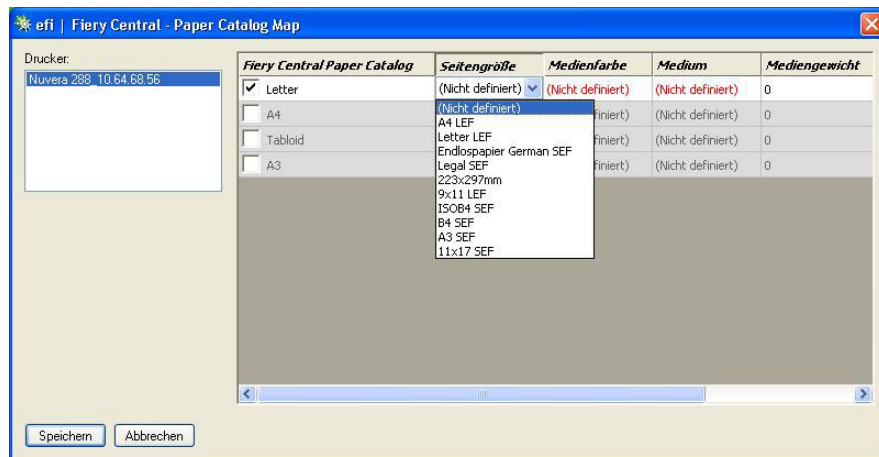 efi | Fiery Central - Paper Catalog Map
Drucker:
Nuvera 288_10.64.68.56
Fiery Central Paper Catalog Seitengröße Medienfarbe Medium Mediengewicht
Letter (Nicht definiert) (Nicht definiert) (Nicht definiert) 0
A4 finiert) (Nicht definiert) 0
Tabloid finiert) (Nicht definiert) 0
A3 finiert) (Nicht definiert) 0
(Nicht definiert)
A4 LEF
Letter LEF
Endlospapier German SEF
Legal SEF
223x297mm
9x11 LEF
ISOB4 SEF
B4 SEF
A3 SEF
11x17 SEF
Speichern Abbrechen